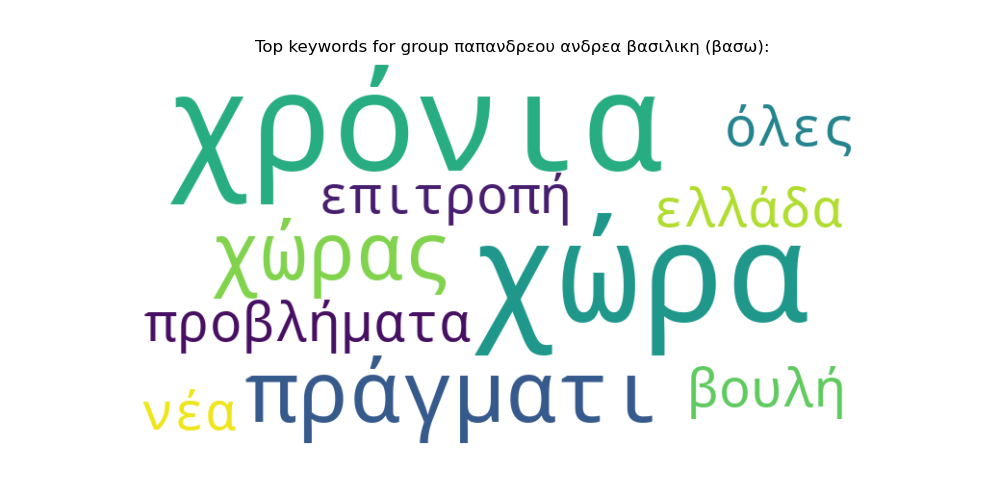 Top keywords for group παπανδρεου ανδρεα βασιλικη (βασω):
χρόνια
όλες
επιτροπή
ελλάδα
χώρας
χώρα
προβλήματα
πράγματι
βουλή
νέα